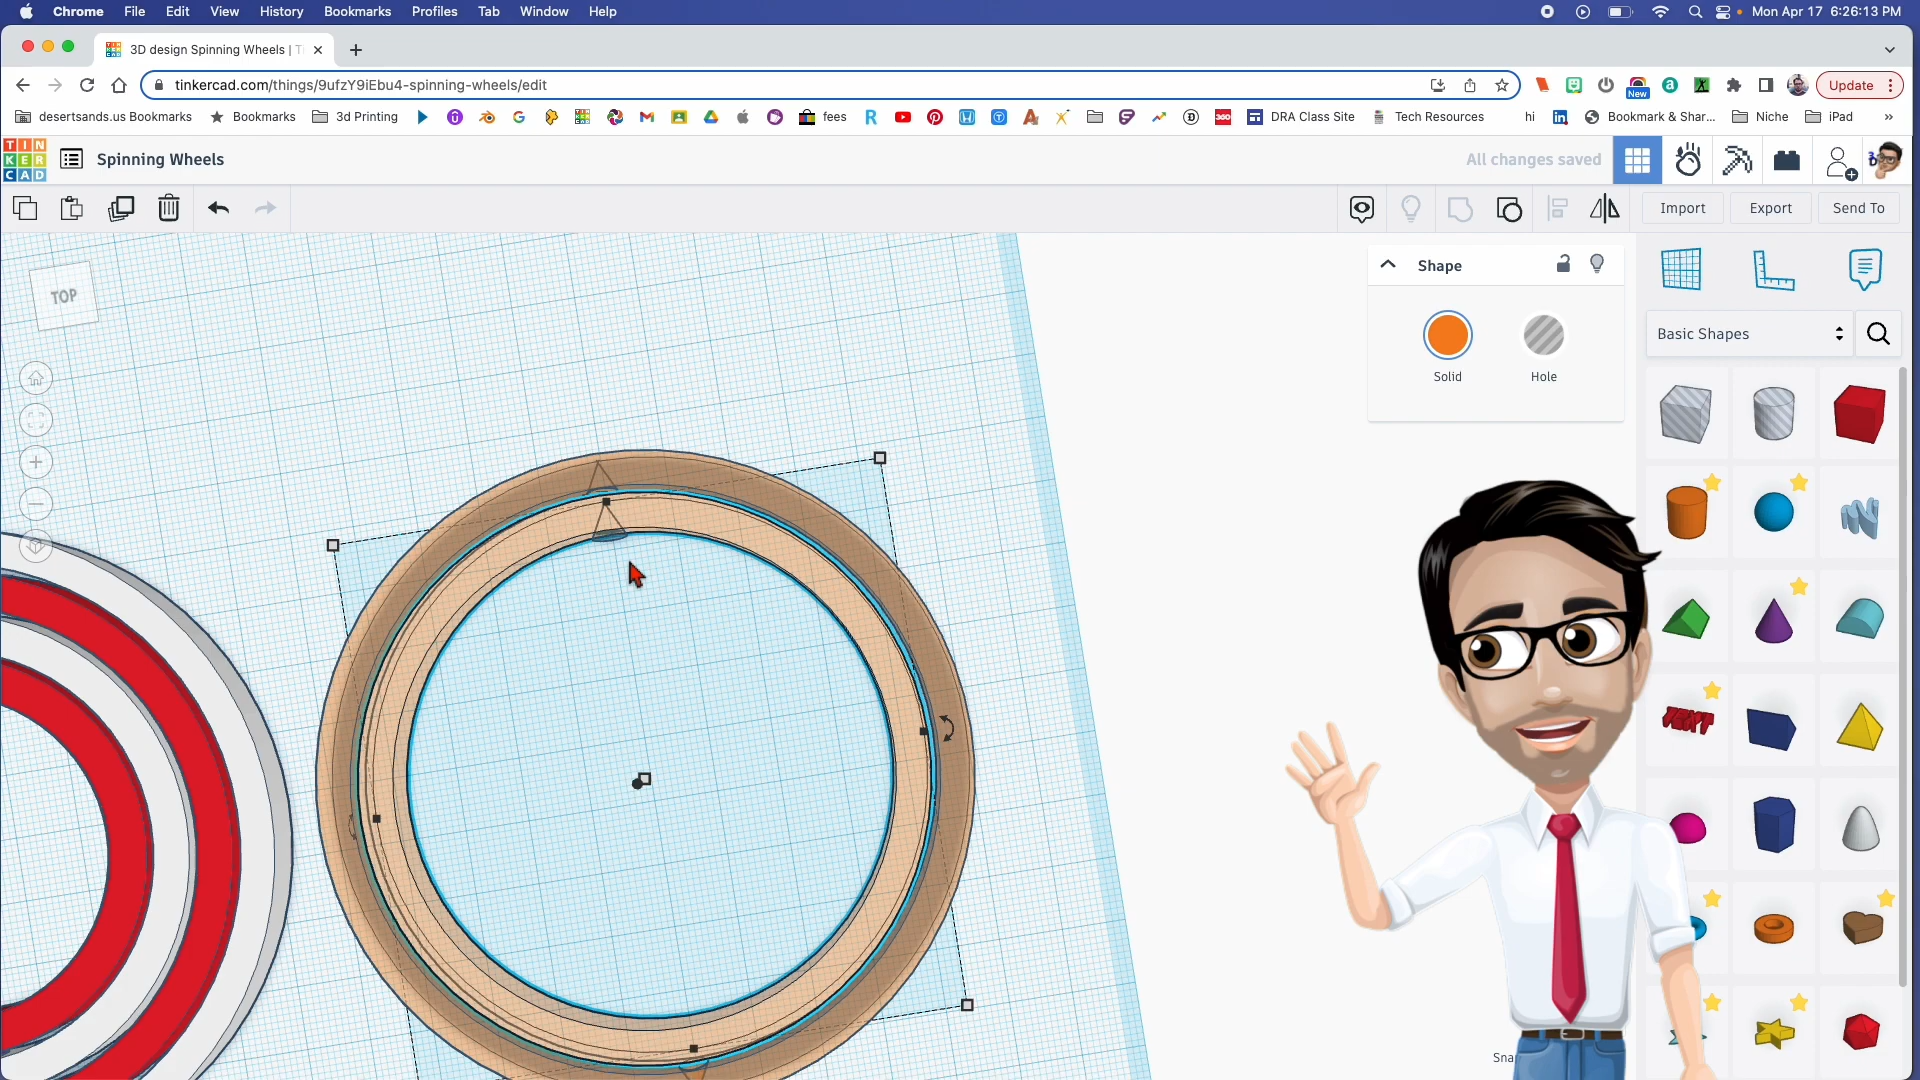 Chrome File Edit View History Bookmarks Profiles Tab Window Help Mon Apr 17 6:26:13 PM
3D design Spinning Wheels | T
tinkercad.com/things/9ufzY9iEbu4-spinning-wheels/edit New Update
desertsands.us Bookmarks Bookmarks 3d Printing fees DRA Class Site Tech Resources hi Bookmark & Shar... Niche iPad »
TIN
KER
CAD
Spinning Wheels All changes saved
Import Export Send To
TOP
Shape
Solid Hole
Basic Shapes
TEXT
Snap